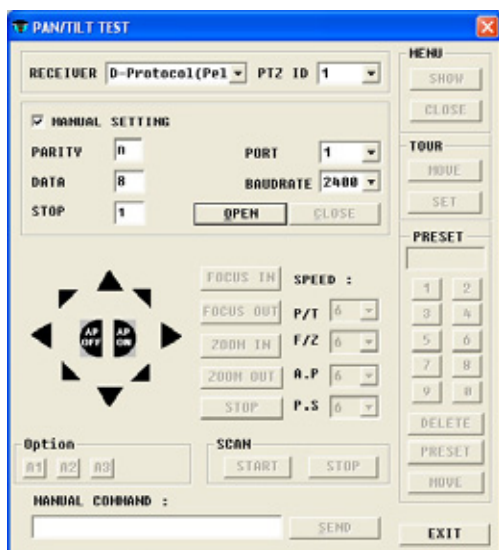 PAN/TILT TEST
RECEIVER D-Protocol(Pel PTZ ID 1
MANUAL SETTING
PARITY n PORT 1
DATA 8 BAUDRATE 2400
STOP 1 OPEN CLOSE
AP OFF AP ON
FOCUS IN SPEED :
FOCUS OUT P/T 6
ZOOM IN F/Z 6
ZOOM OUT A.P 6
STOP P.S 6
Option
A1 A2 A3
SCAN
START STOP
MANUAL COMMAND :
SEND
MENU
SHOW
CLOSE
TOUR
MOVE
SET
PRESET
1 2
3 4
5 6
7 8
9 0
DELETE
PRESET
MOVE
EXIT